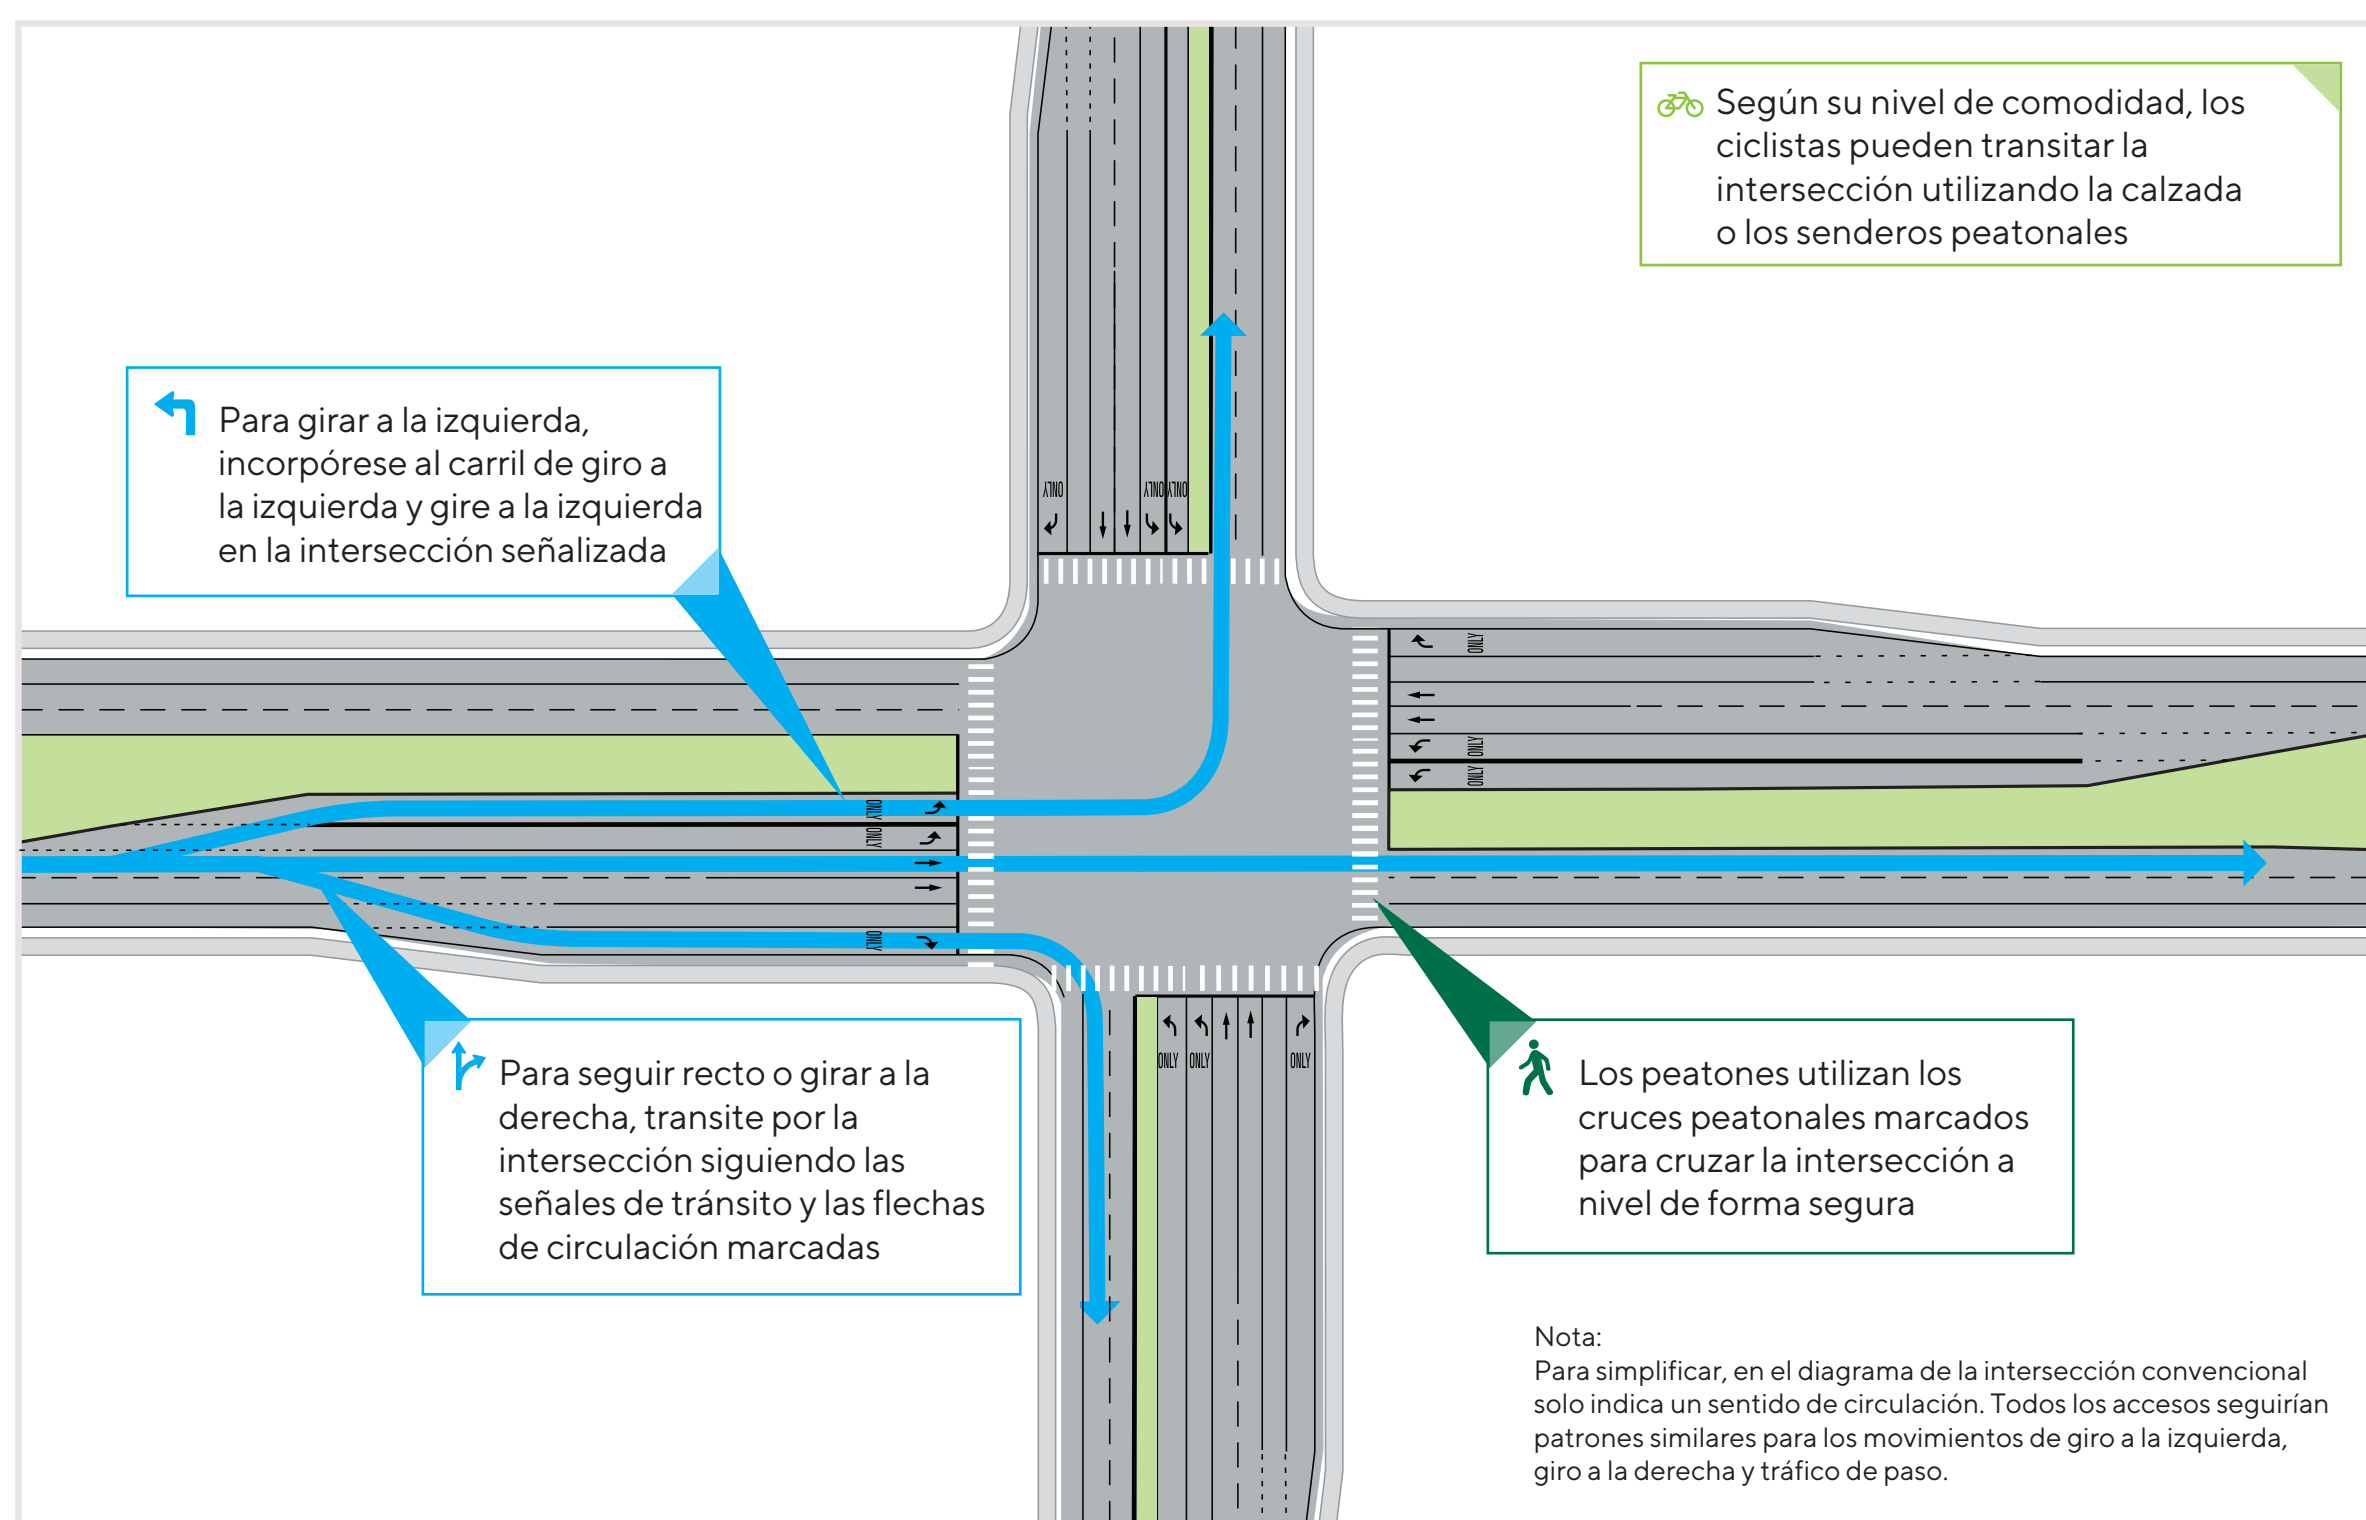 Según su nivel de comodidad, los
ciclistas pueden transitar la
intersección utilizando la calzada
o los senderos peatonales
Para girar a la izquierda,
incorpórese al carril de giro a
la izquierda y gire a la izquierda
en la intersección señalizada
ONLY
ONLY
ONLY
ONLY
ONLY
ONLY
ONLY
ONLY
ONLY
Para seguir recto o girar a la
derecha, transite por la
intersección siguiendo las
señales de tránsito y las flechas
de circulación marcadas
ONLY
ONLY
ONLY
Los peatones utilizan los
cruces peatonales marcados
para cruzar la intersección a
nivel de forma segura
Nota:
Para simplificar, en el diagrama de la intersección convencional
solo indica un sentido de circulación. Todos los accesos seguirían
patrones similares para los movimientos de giro a la izquierda,
giro a la derecha y tráfico de paso.